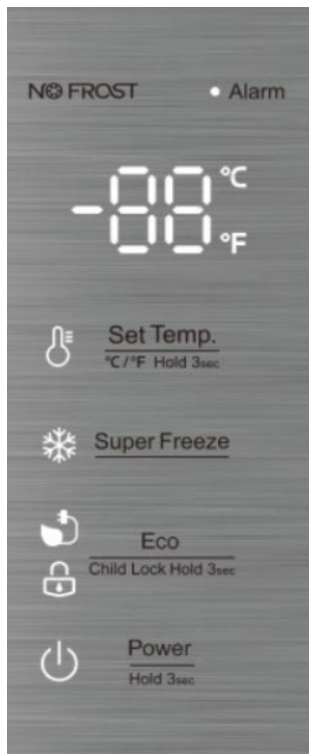 NO FROST
Alarm
-88 °C
°F
Set Temp.
°C/°F Hold 3sec
Super Freeze
Eco
Child Lock Hold 3sec
Power
Hold 3sec